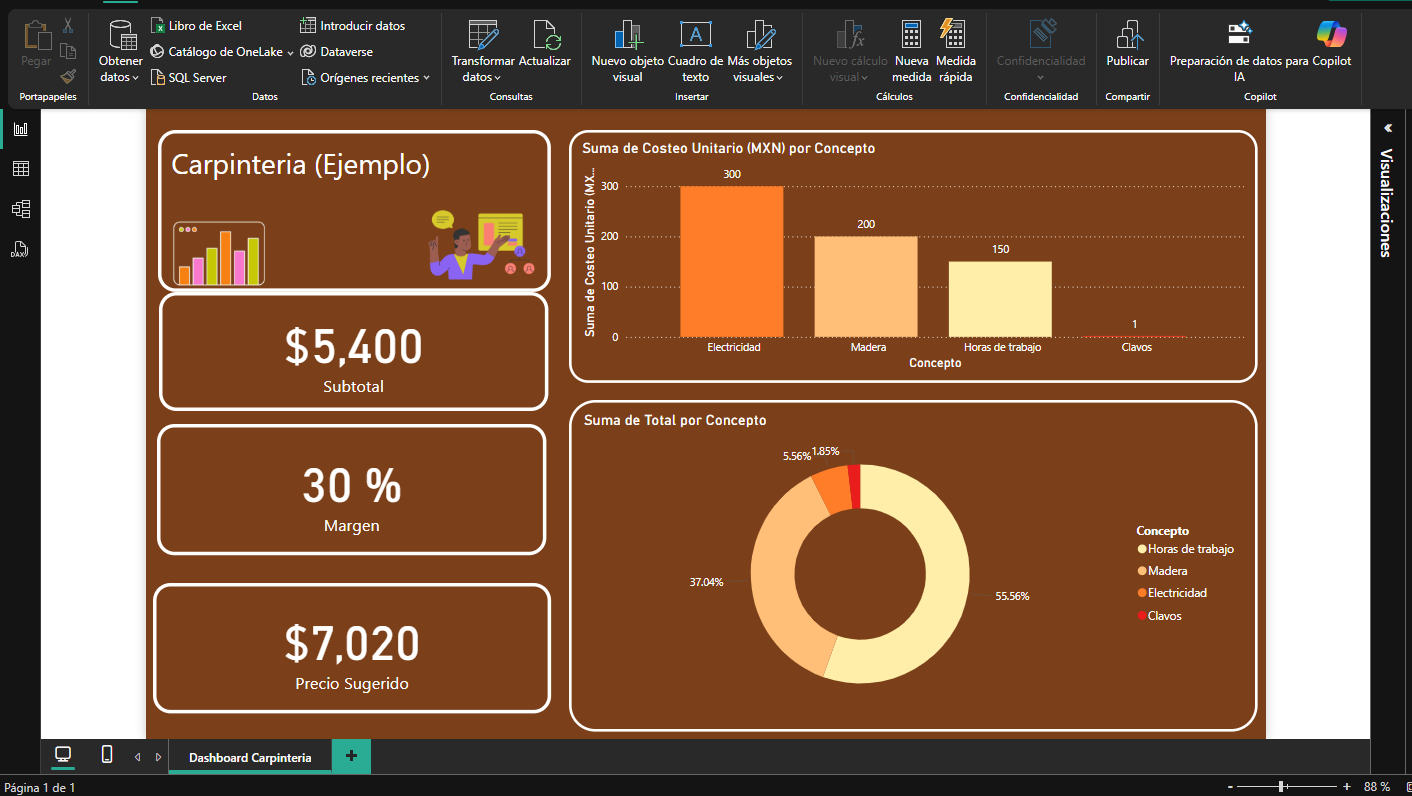 Pegar
Portapapeles
Obtener
datos
Libro de Excel
Catálogo de OneLake
SQL Server
Introducir datos
Dataverse
Orígenes recientes
Datos
Transformar
datos
Actualizar
Consultas
Nuevo objeto
visual
A
Cuadro de
texto
Más objetos
visuales
Insertar
Nuevo cálculo
visual
Nueva
medida
Medida
rápida
Cálculos
Confidencialidad
Confidencialidad
Publicar
Compartir
Preparación de datos para
IA
Copilot
Copilot
DAX
Carpinteria (Ejemplo)
$5,400
Subtotal
30 %
Margen
$7,020
Precio Sugerido
Suma de Costeo Unitario (MXN) por Concepto
Suma de Costeo Unitario (MX...
300
200
100
0
300
200
150
1
Electricidad
Madera
Horas de trabajo
Clavos
Concepto
Suma de Total por Concepto
5.56%
1.85%
37.04%
55.56%
Concepto
Horas de trabajo
Madera
Electricidad
Clavos
Visualizaciones
Dashboard Carpinteria
+
Página 1 de 1
- + 88 %